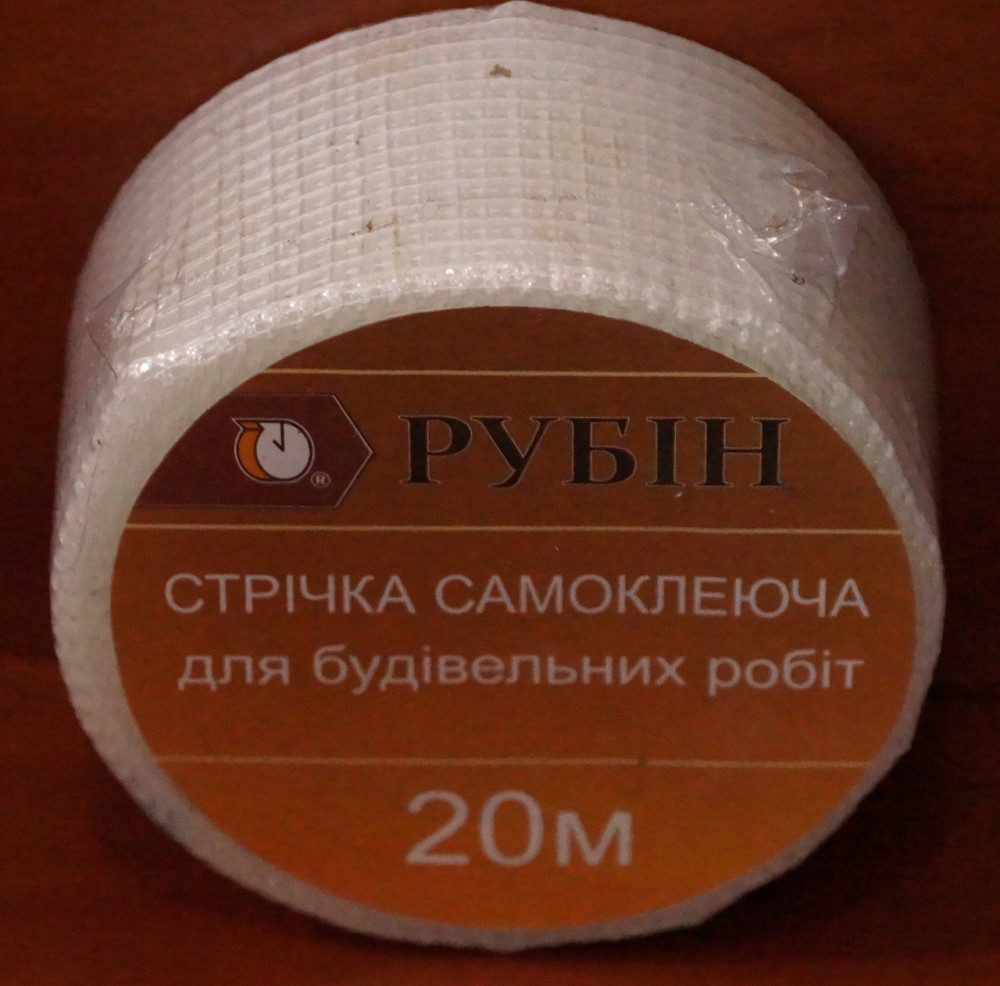 ® РУБІН
СТРІЧКА САМОКЛЕЮЧА
для будівельних робіт
20м